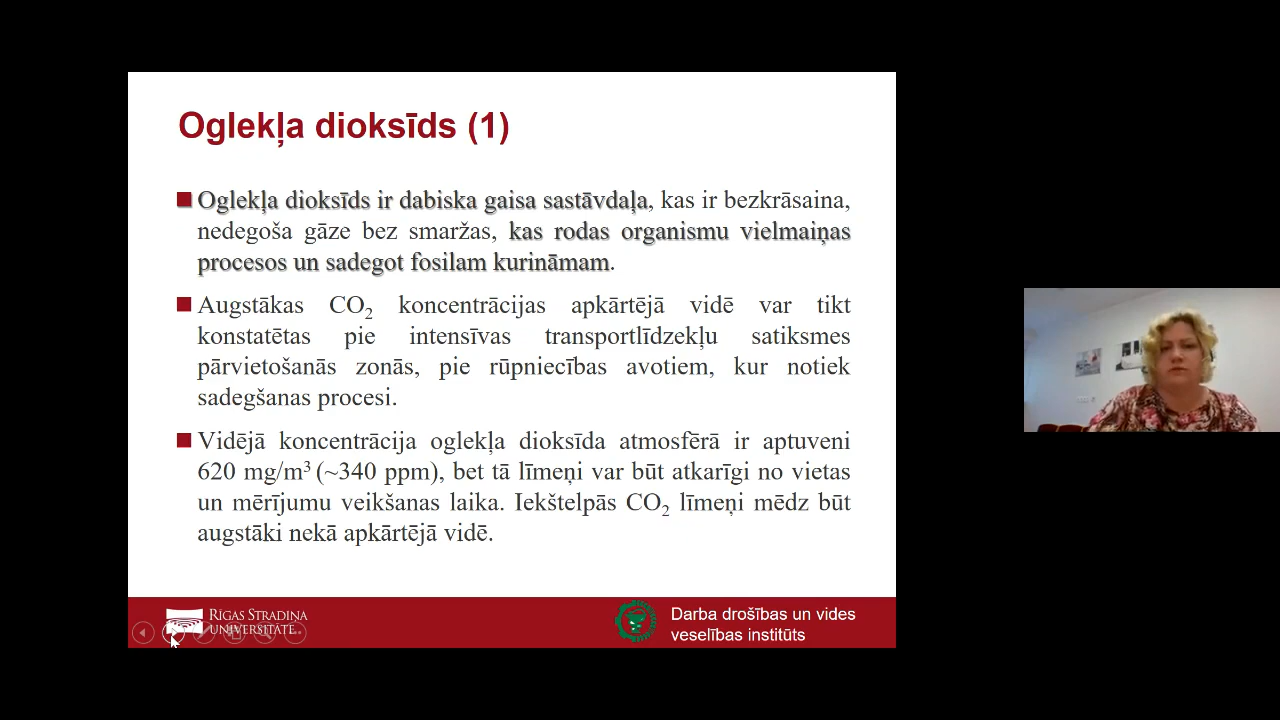 Oglekļa dioksīds (1)
Oglekļa dioksīds ir dabiska gaisa sastāvdaļa, kas ir bezkrāsaina,
nedegoša gāze bez smaržas, kas rodas organismu vielmaiņas
procesos un sadegot fosilam kurināmam.
Augstākas CO₂ koncentrācijas apkārtējā vidē var tikt
konstatētas pie intensīvas transportlīdzekļu satiksmes
pārvietošanās zonās, pie rūpniecības avotiem, kur notiek
sadegšanas procesi.
Vidējā koncentrācija oglekļa dioksīda atmosfērā ir aptuveni
620 mg/m³ (~340 ppm), bet tā līmeņi var būt atkarīgi no vietas
un mērījumu veikšanas laika. Iekštelpās CO₂ līmeņi mēdz būt
augstāki nekā apkārtējā vidē.
RĪGAS STRADIŅA
UNIVERSITĀTE
Darba drošības un vides
veselības institūts